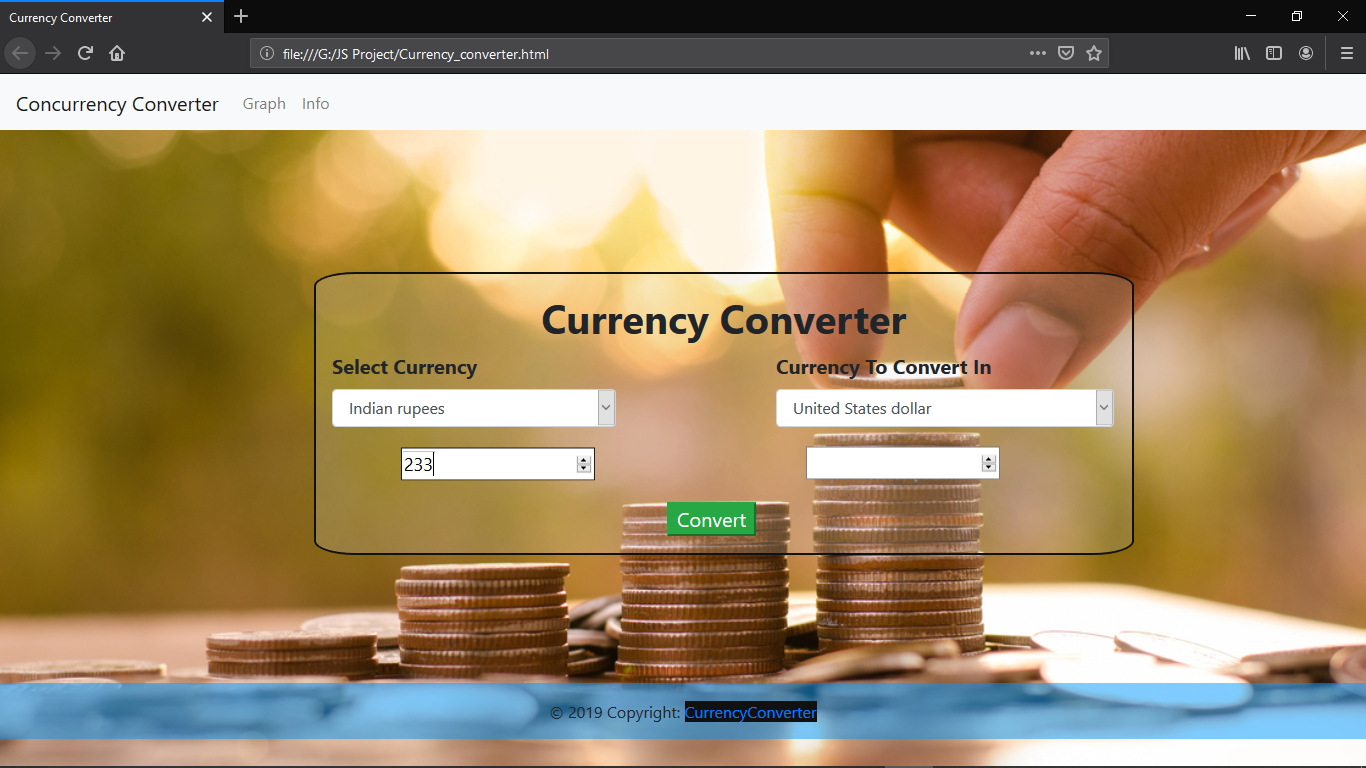 Currency Converter
file:///G:/JS Project/Currency_converter.html
Concurrency Converter Graph Info
Currency Converter
Select Currency Currency To Convert In
Indian rupees United States dollar
233
Convert
© 2019 Copyright: CurrencyConverter